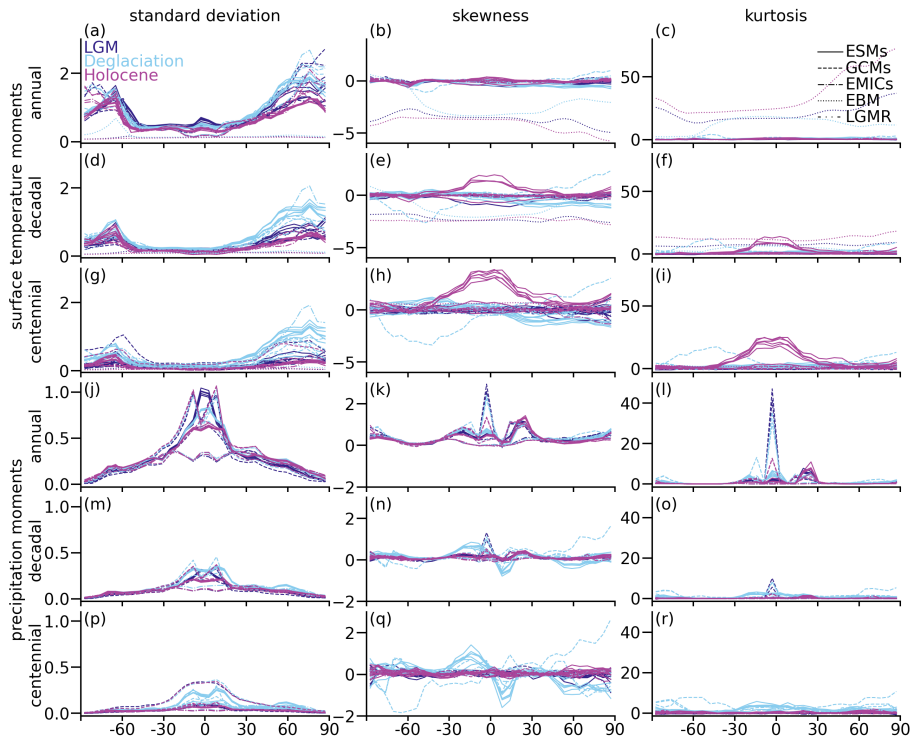 standard deviation
skewness
kurtosis
(a)
(b)
(c)
LGM
Deglaciation
Holocene
ESMs
GCMs
EMICs
EBM
LGMR
2
0
0
−5
50
0
annual
surface temperature moments
(d)
(e)
(f)
2
0
0
−5
50
0
decadal
(g)
(h)
(i)
2
0
0
−5
50
0
centennial
(j)
(k)
(l)
1.0
0.5
0.0
2
0
−2
40
20
0
annual
precipitation moments
(m)
(n)
(o)
1.0
0.5
0.0
2
0
−2
40
20
0
decadal
(p)
(q)
(r)
1.0
0.5
0.0
2
0
−2
40
20
0
centennial
-60 -30 0 30 60 90
-60 -30 0 30 60 90
-60 -30 0 30 60 90